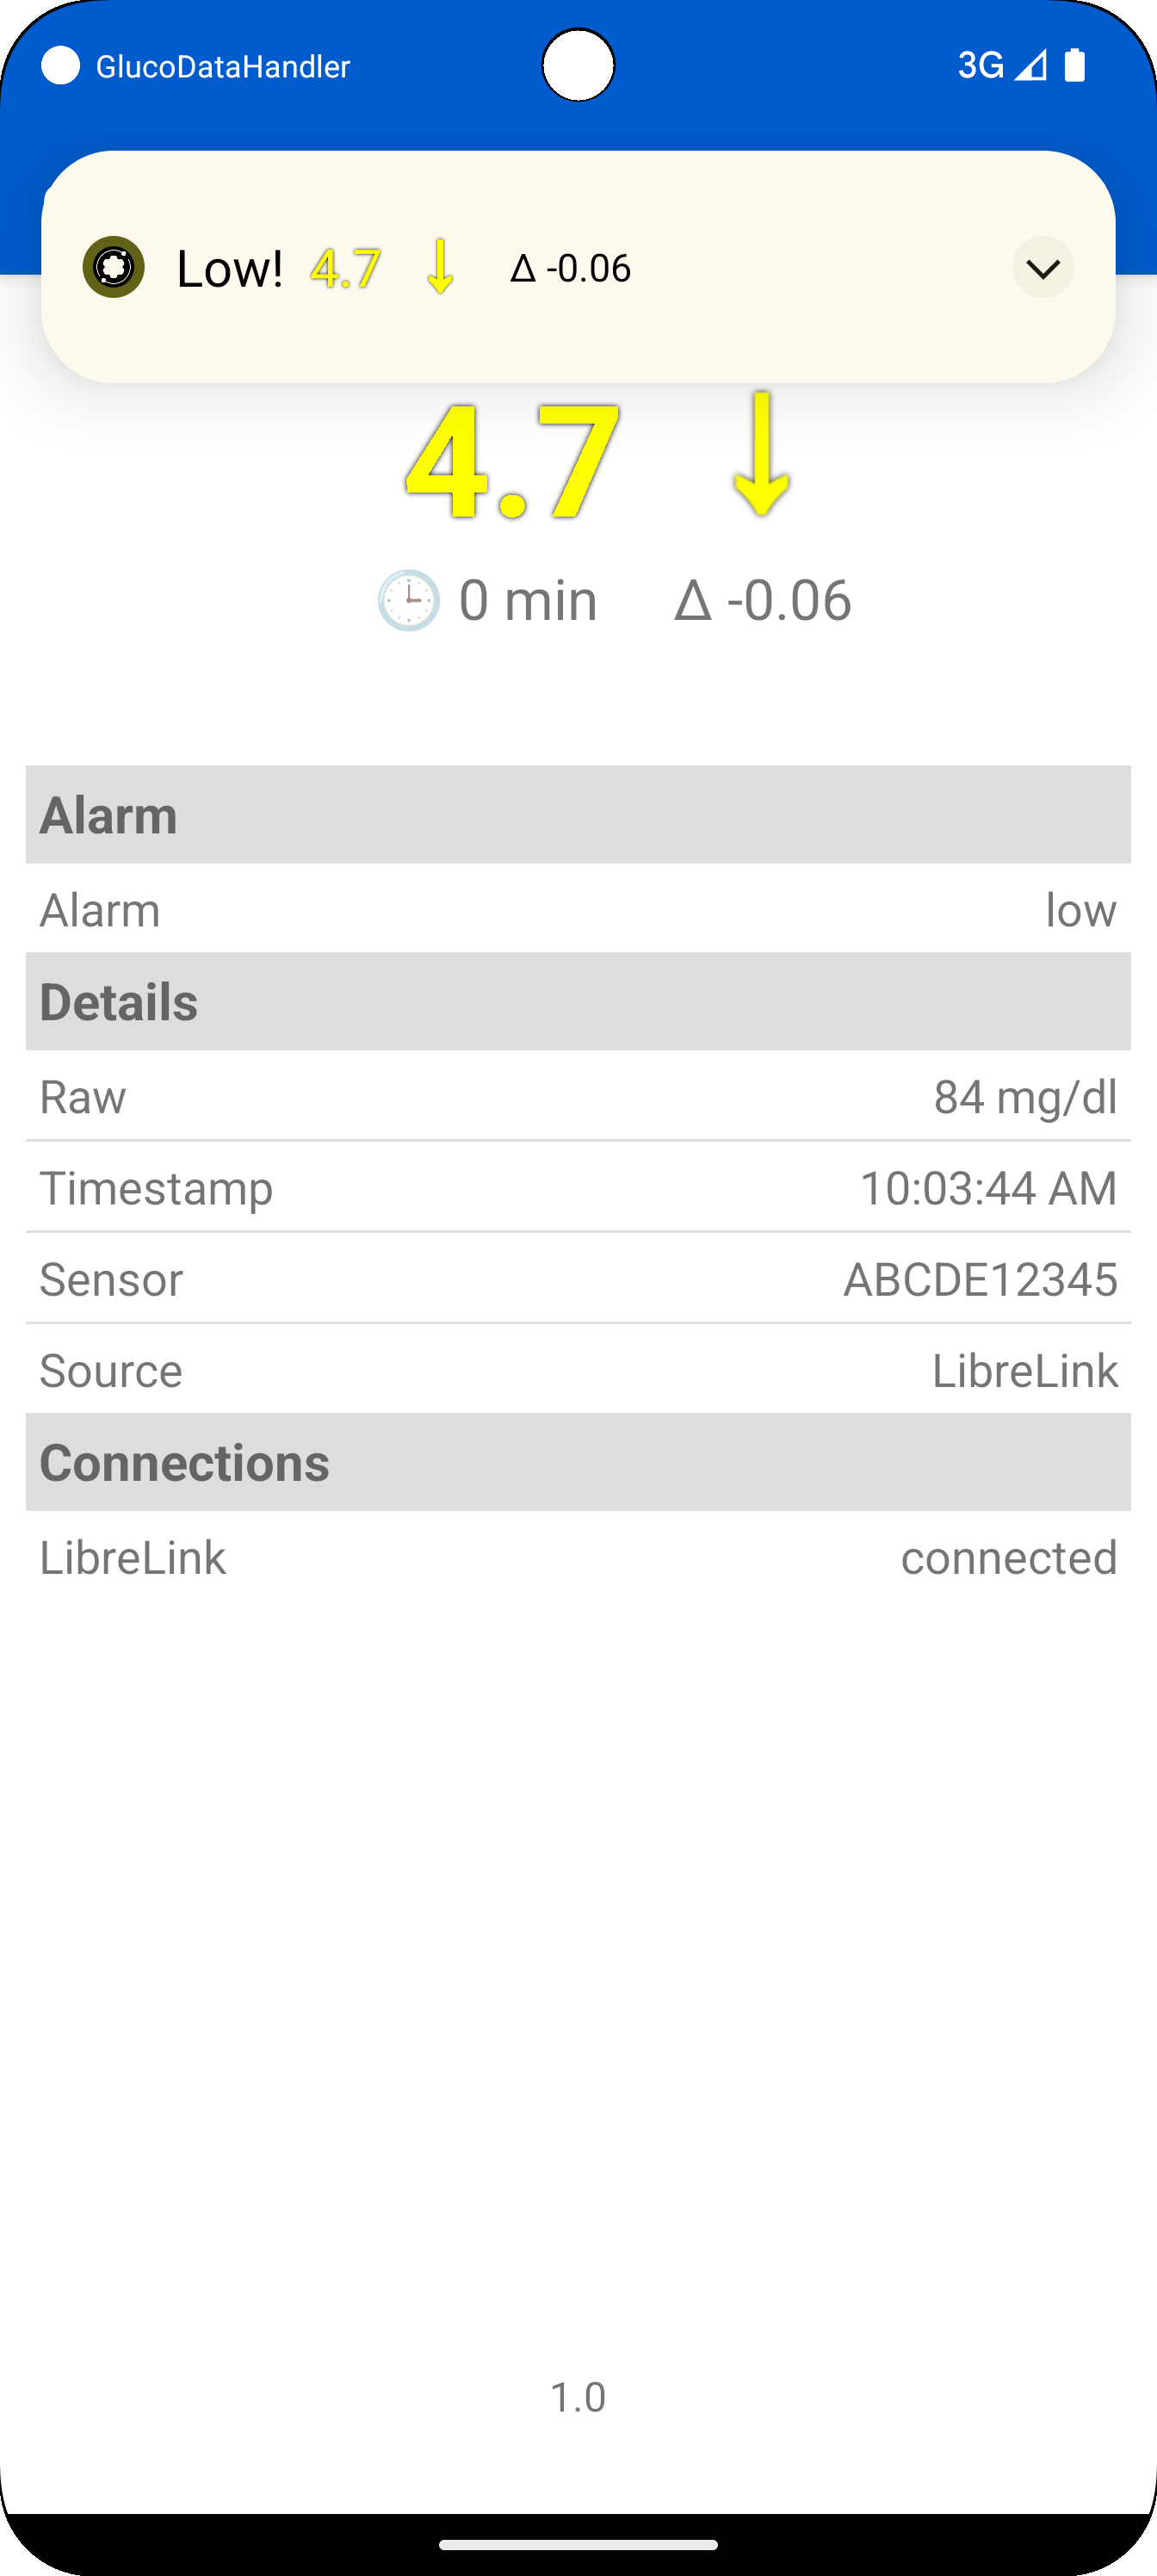 GlucoDataHandler 3G
Low! 4.7 ↓ Δ -0.06
4.7 ↓
🕒 0 min Δ -0.06
Alarm
Alarm low
Details
Raw 84 mg/dl
Timestamp 10:03:44 AM
Sensor ABCDE12345
Source LibreLink
Connections
LibreLink connected
1.0